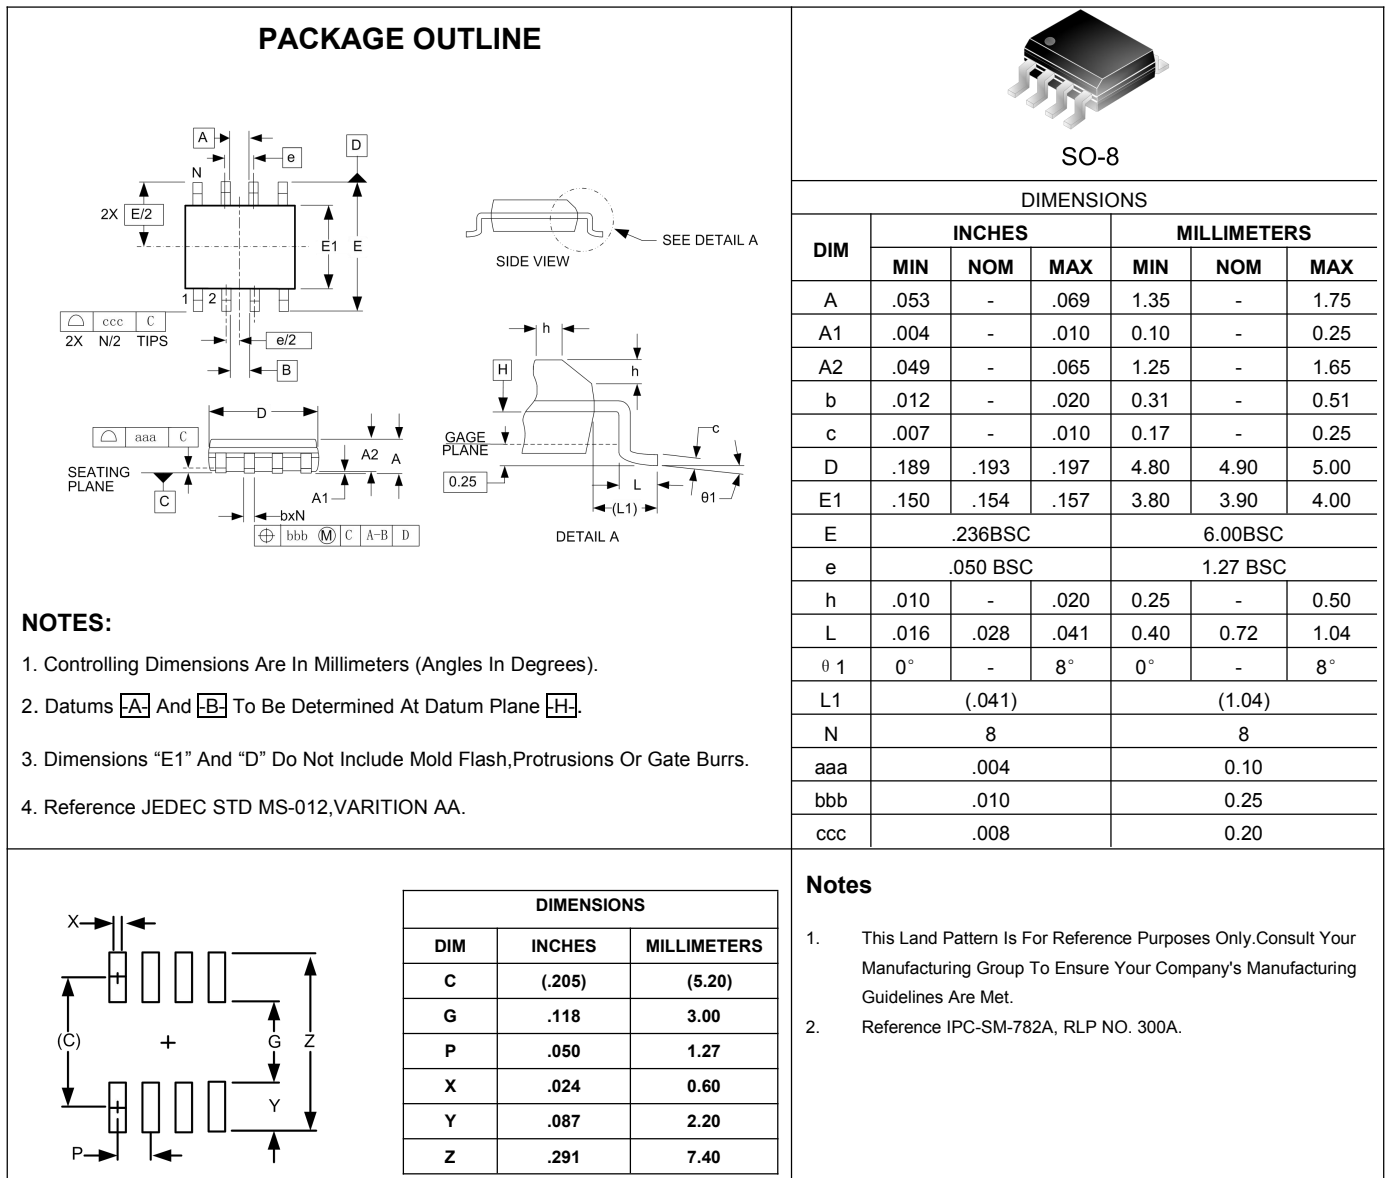 PACKAGE OUTLINE
A
e
D
N
2X E/2
E1 E
1 2
ccc C
2X N/2 TIPS
e/2
B
SEE DETAIL A
SIDE VIEW
D
aaa C
A2 A
SEATING
PLANE
C
A1
bxN
bbb M C A-B D
h
H
h
GAGE
PLANE
c
0.25
L
θ1
(L1)
DETAIL A
NOTES:
1. Controlling Dimensions Are In Millimeters (Angles In Degrees).
2. Datums -A- And -B- To Be Determined At Datum Plane -H-.
3. Dimensions “E1” And “D” Do Not Include Mold Flash,Protrusions Or Gate Burrs.
4. Reference JEDEC STD MS-012,VARITION AA.
SO-8
DIMENSIONS
DIM INCHES MILLIMETERS
MIN NOM MAX MIN NOM MAX
A .053 - .069 1.35 - 1.75
A1 .004 - .010 0.10 - 0.25
A2 .049 - .065 1.25 - 1.65
b .012 - .020 0.31 - 0.51
c .007 - .010 0.17 - 0.25
D .189 .193 .197 4.80 4.90 5.00
E1 .150 .154 .157 3.80 3.90 4.00
E .236BSC 6.00BSC
e .050 BSC 1.27 BSC
h .010 - .020 0.25 - 0.50
L .016 .028 .041 0.40 0.72 1.04
θ1 0° - 8° 0° - 8°
L1 (.041) (1.04)
N 8 8
aaa .004 0.10
bbb .010 0.25
ccc .008 0.20
X
(C)
G
Z
Y
P
DIMENSIONS
DIM INCHES MILLIMETERS
C (.205) (5.20)
G .118 3.00
P .050 1.27
X .024 0.60
Y .087 2.20
Z .291 7.40
Notes
1. This Land Pattern Is For Reference Purposes Only.Consult Your
Manufacturing Group To Ensure Your Company's Manufacturing
Guidelines Are Met.
2. Reference IPC-SM-782A, RLP NO. 300A.